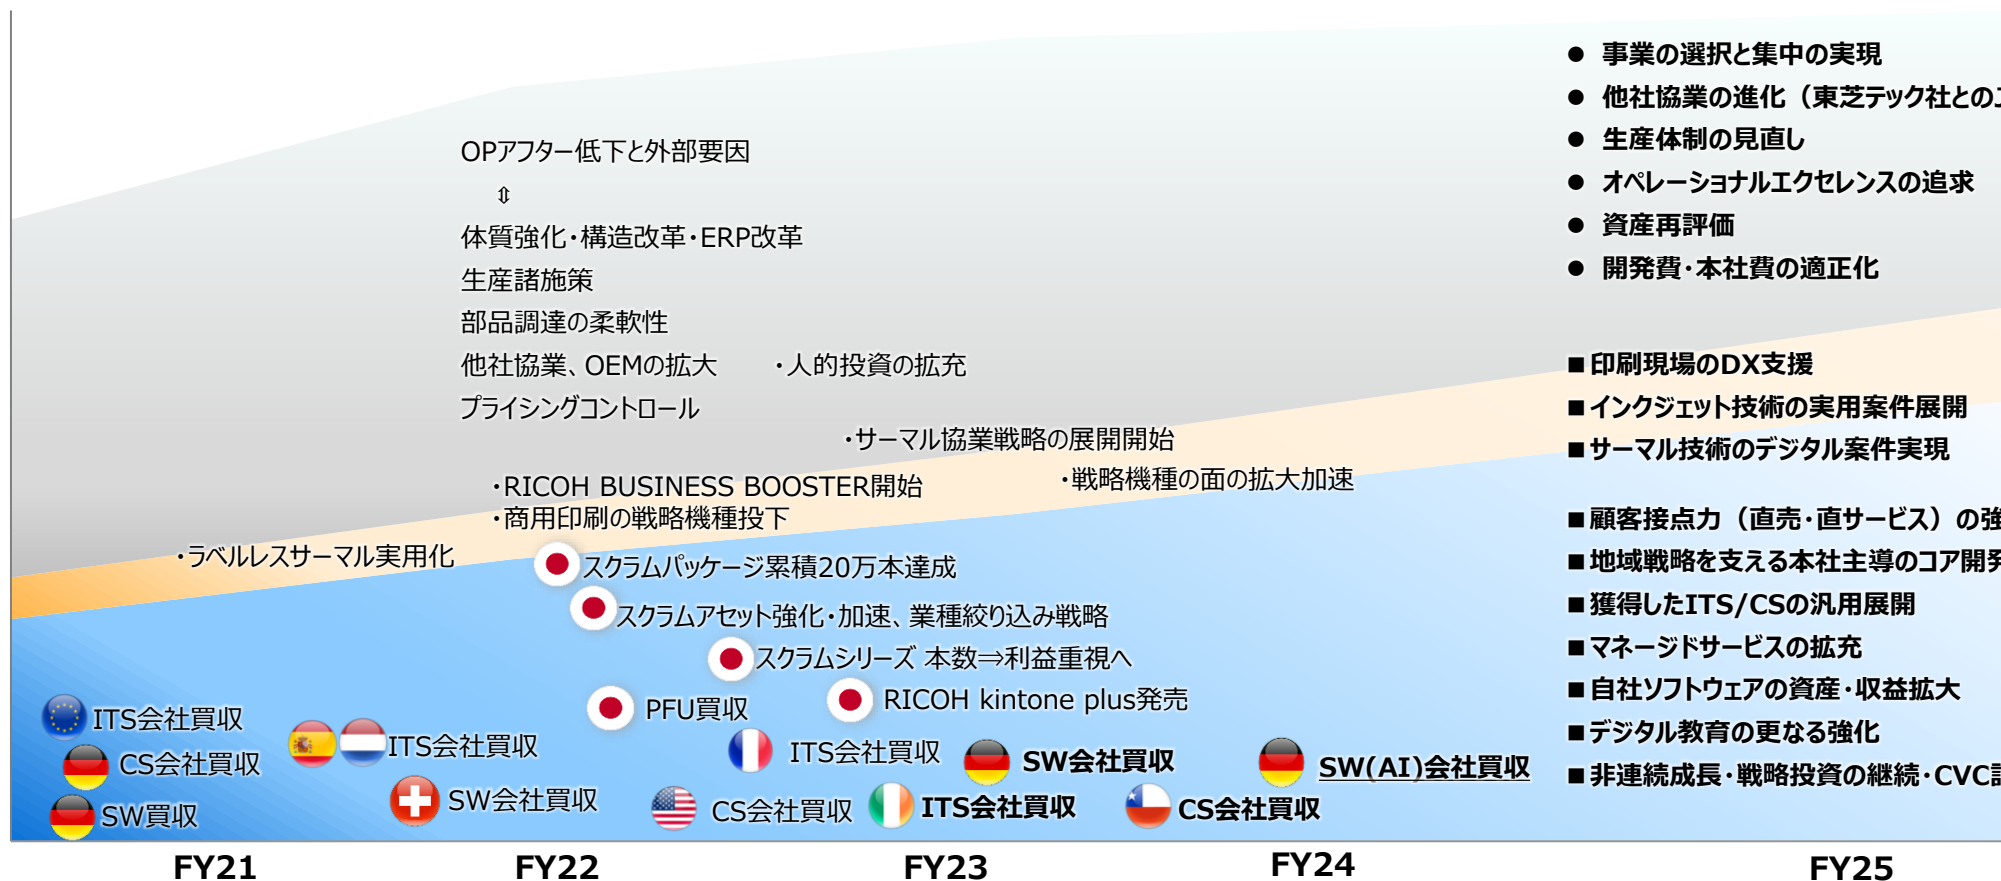 OPアフター低下と外部要因
⇕
体質強化・構造改革・ERP改革
生産諸施策
部品調達の柔軟性
他社協業、OEMの拡大
・人的投資の拡充
プライシングコントロール
・サーマル協業戦略の展開開始
・RICOH BUSINESS BOOSTER開始
・戦略機種の面の拡大加速
・商用印刷の戦略機種投下
・ラベルレスサーマル実用化
スクラムパッケージ累積20万本達成
スクラムアセット強化・加速、業種絞り込み戦略
スクラムシリーズ 本数⇒利益重視へ
PFU買収
RICOH kintone plus発売
ITS会社買収
CS会社買収
SW買収
ITS会社買収
SW会社買収
ITS会社買収
CS会社買収
SW会社買収
ITS会社買収
SW(AI)会社買収
CS会社買収
● 事業の選択と集中の実現
● 他社協業の進化（東芝テック社との
● 生産体制の見直し
● オペレーショナルエクセレンスの追求
● 資産再評価
● 開発費・本社費の適正化
■印刷現場のDX支援
■インクジェット技術の実用案件展開
■サーマル技術のデジタル案件実現
■顧客接点力（直売・直サービス）の強
■地域戦略を支える本社主導のコア開発
■獲得したITS/CSの汎用展開
■マネージドサービスの拡充
■自社ソフトウェアの資産・収益拡大
■デジタル教育の更なる強化
■非連続成長・戦略投資の継続・CVC
FY21
FY22
FY23
FY24
FY25